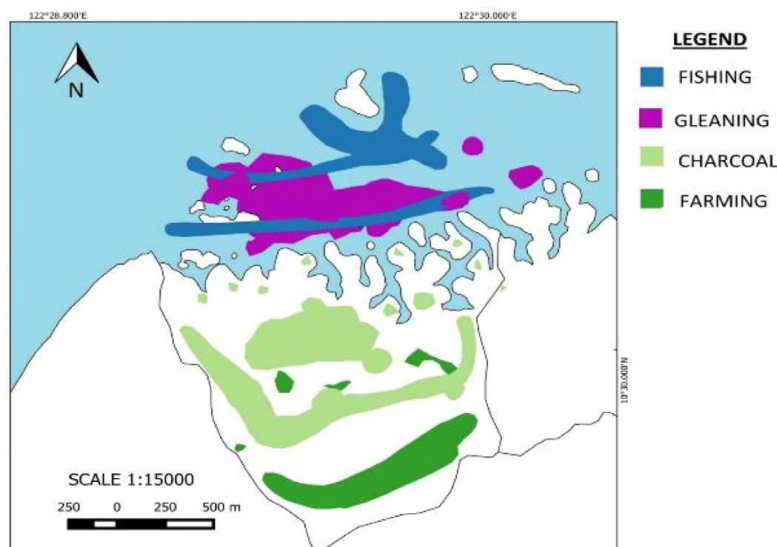 122°28.800'E
122°30.000'E
N
LEGEND
FISHING
GLEANING
CHARCOAL
FARMING
10°30.000'N
SCALE 1:15000
250 0 250 500 m